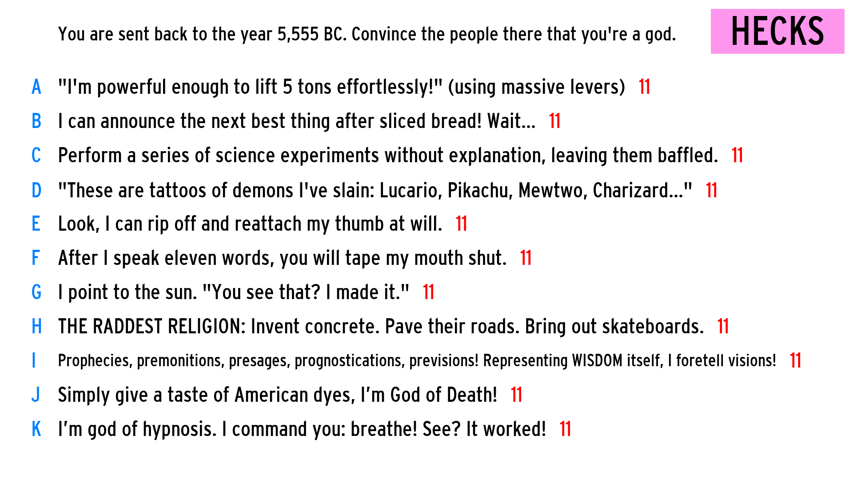 You are sent back to the year 5,555 BC. Convince the people there that you're a god.
HECKS
A "I'm powerful enough to lift 5 tons effortlessly!" (using massive levers) 11
B I can announce the next best thing after sliced bread! Wait... 11
C Perform a series of science experiments without explanation, leaving them baffled. 11
D "These are tattoos of demons I've slain: Lucario, Pikachu, Mewtwo, Charizard..." 11
E Look, I can rip off and reattach my thumb at will. 11
F After I speak eleven words, you will tape my mouth shut. 11
G I point to the sun. "You see that? I made it." 11
H THE RADDEST RELIGION: Invent concrete. Pave their roads. Bring out skateboards. 11
I Prophecies, premonitions, presages, prognostications, previsions! Representing WISDOM itself, I foretell visions! 11
J Simply give a taste of American dyes, I’m God of Death! 11
K I’m god of hypnosis. I command you: breathe! See? It worked! 11